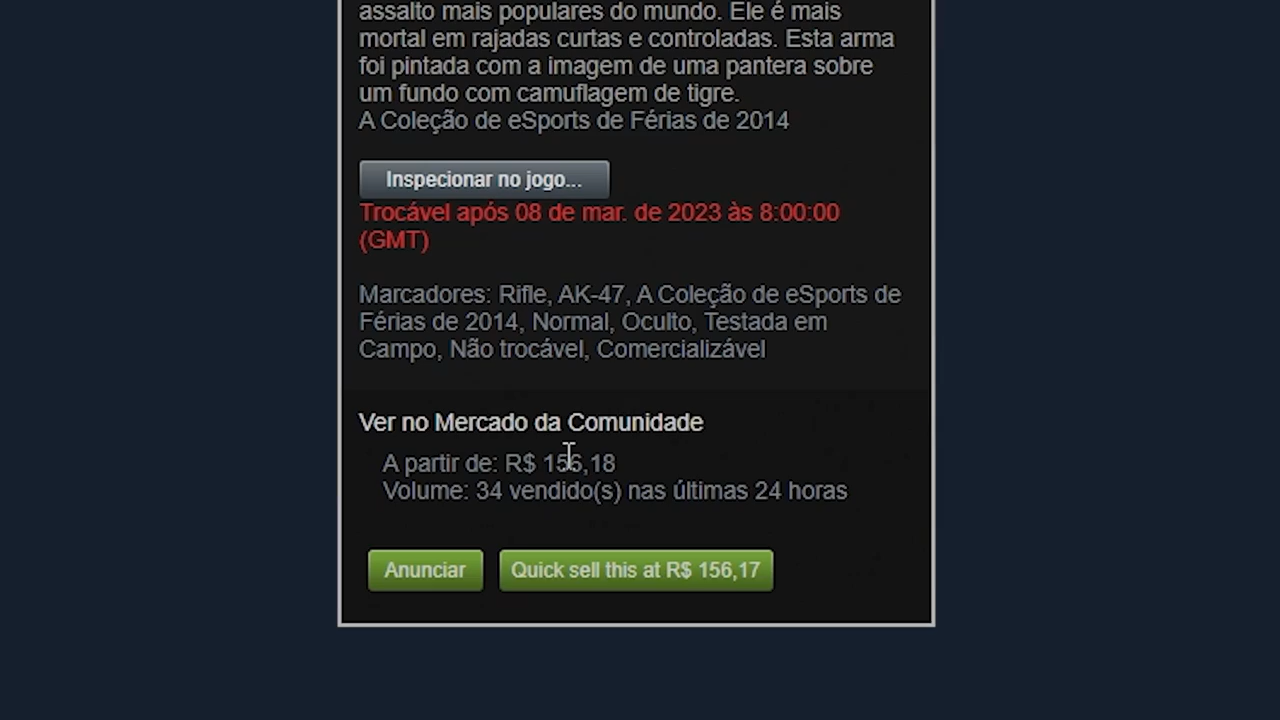 assalto mais populares do mundo. Ele é mais
mortal em rajadas curtas e controladas. Esta arma
foi pintada com a imagem de uma pantera sobre
um fundo com camuflagem de tigre.
A Coleção de eSports de Férias de 2014
Inspecionar no jogo...
Trocável após 08 de mar. de 2023 às 8:00:00
(GMT)
Marcadores: Rifle, AK-47, A Coleção de eSports de
Férias de 2014, Normal, Oculto, Testada em
Campo, Não trocável, Comercializável
Ver no Mercado da Comunidade
A partir de: R$ 156,18
Volume: 34 vendido(s) nas últimas 24 horas
Anunciar
Quick sell this at R$ 156,17